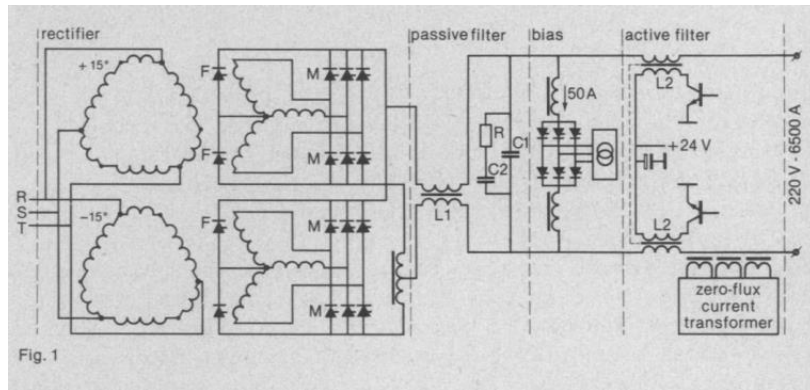 rectifier
passive filter
bias
active filter
+15°
F
M
F
M
50A
R
C1
C2
L1
L2
+24 V
L2
220 V - 6500 A
R
S
T
-15°
F
M
M
zero-flux
current
transformer
Fig. 1